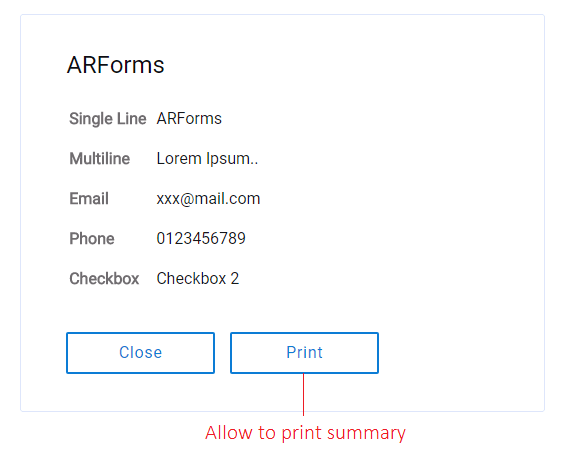 ARForms
Single Line ARForms
Multiline Lorem Ipsum..
Email xxx@mail.com
Phone 0123456789
Checkbox Checkbox 2
Close Print
Allow to print summary